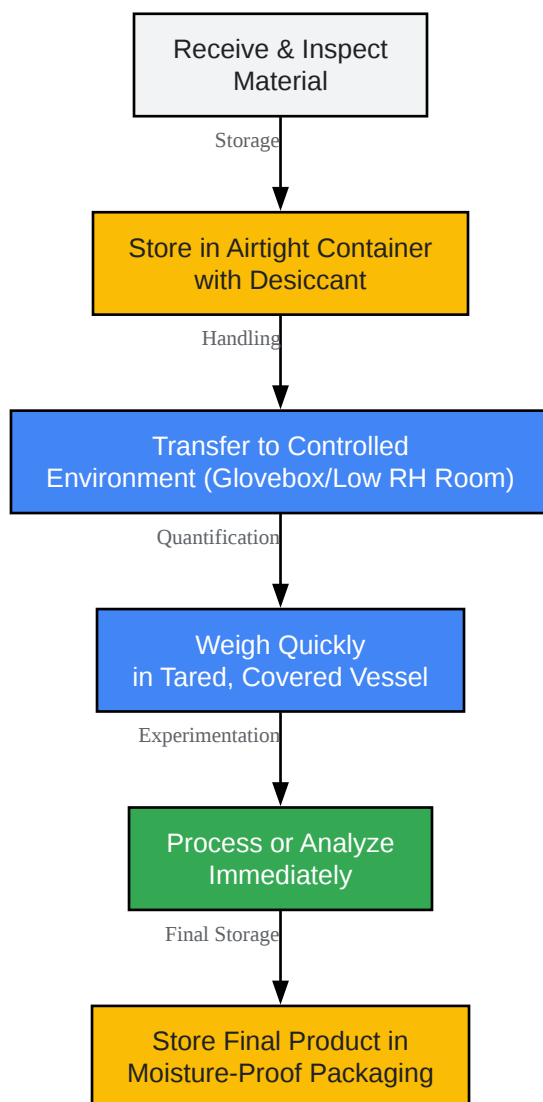 Receive & Inspect
Material
Storage
Store in Airtight Container
with Desiccant
Handling
Transfer to Controlled
Environment (Glovebox/Low RH Room)
Quantification
Weigh Quickly
in Tared, Covered Vessel
Experimentation
Process or Analyze
Immediately
Final Storage
Store Final Product in
Moisture-Proof Packaging